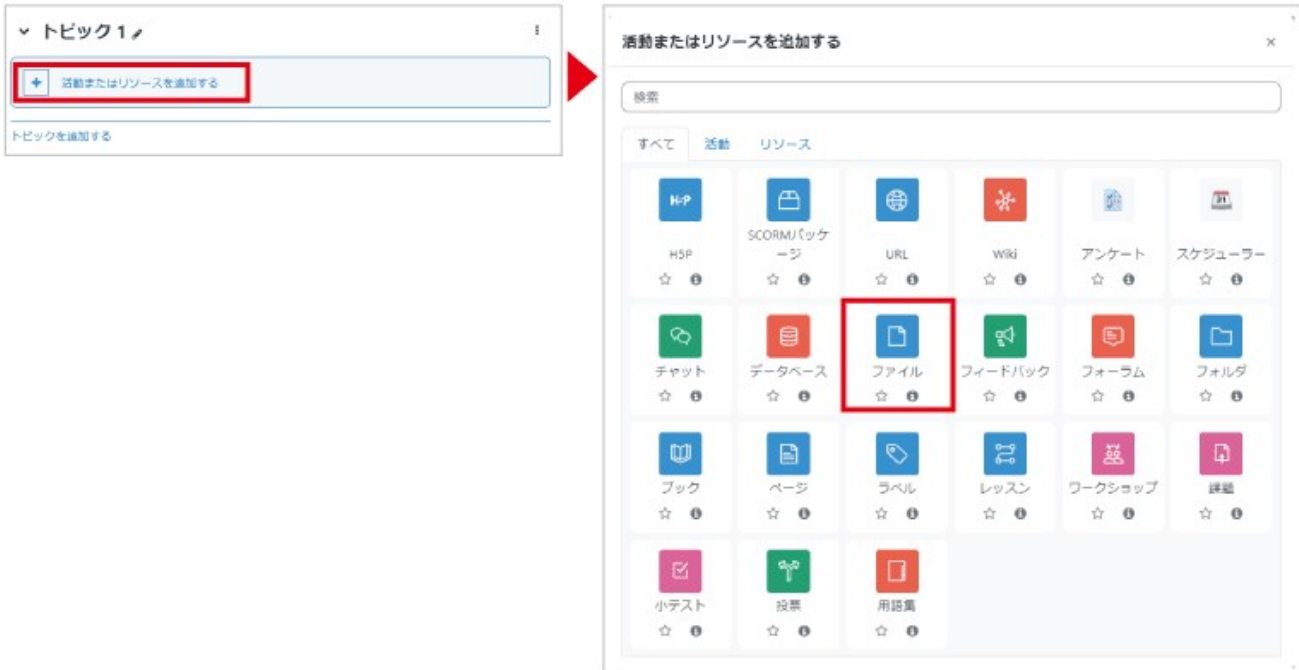 トピック 1
活動またはリソースを追加する
トピックを追加する
活動またはリソースを追加する
検索
すべて 活動 リソース
H5P
H5P
SCORMパッケ
ージ
URL
Wiki
31
アンケート
スケジューラー
チャット
データベース
ファイル
フィードバック
フォーラム
フォルダ
ブック
ページ
ラベル
レッスン
ワークショップ
課題
小テスト
投票
用語集